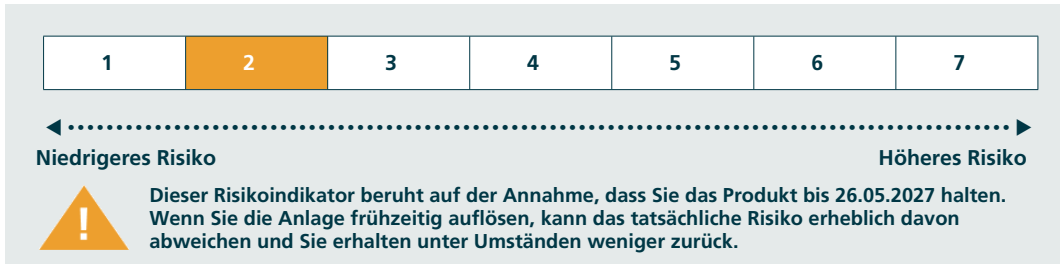 1 2 3 4 5 6 7
Niedrigeres Risiko Höheres Risiko
!
Dieser Risikoindikator beruht auf der Annahme, dass Sie das Produkt bis 26.05.2027 halten.
Wenn Sie die Anlage frühzeitig auflösen, kann das tatsächliche Risiko erheblich davon
abweichen und Sie erhalten unter Umständen weniger zurück.